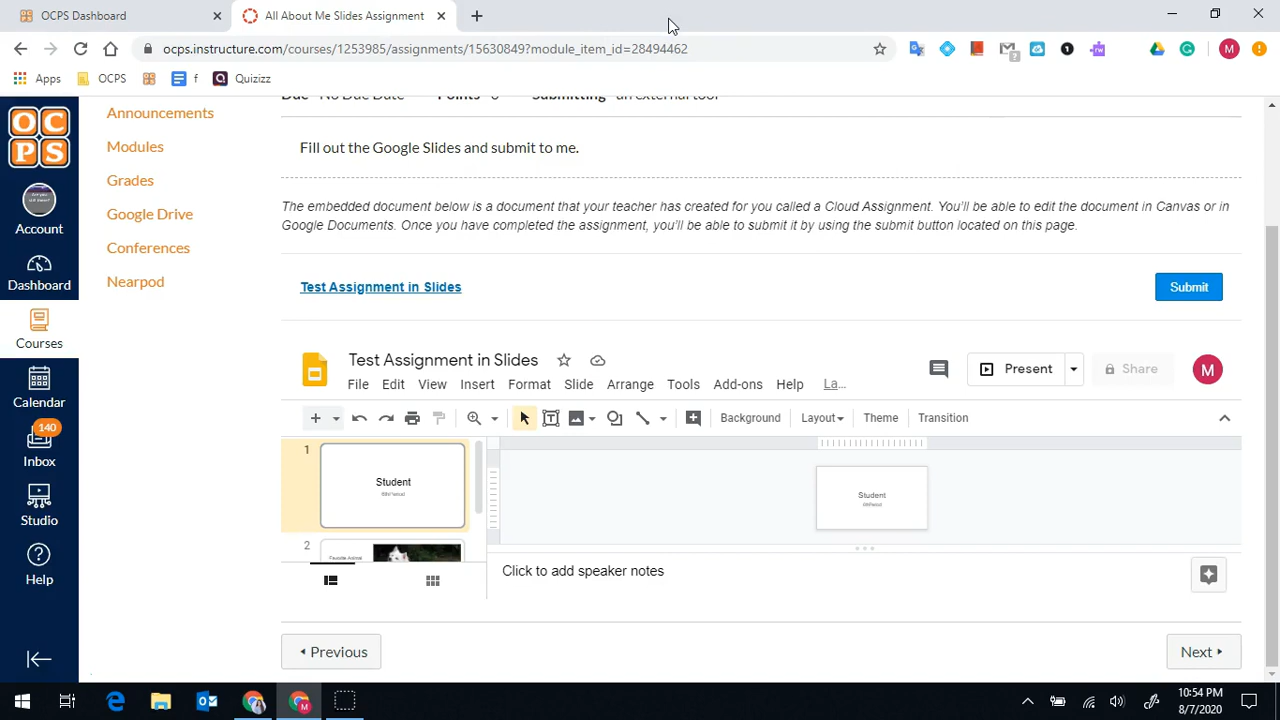 OCPS Dashboard
All About Me Slides Assignment
ocps.instructure.com/courses/1253985/assignments/15630849?module_item_id=28494462
M
Apps
OCPS
f
Quizizz
Due No Due Date Points 0 Submitting an external tool
OC
PS
Account
Dashboard
Courses
Calendar
140
Inbox
Studio
Help
Announcements
Modules
Grades
Google Drive
Conferences
Nearpod
Fill out the Google Slides and submit to me.
The embedded document below is a document that your teacher has created for you called a Cloud Assignment. You'll be able to edit the document in Canvas or in
Google Documents. Once you have completed the assignment, you'll be able to submit it by using the submit button located on this page.
Test Assignment in Slides
Submit
Test Assignment in Slides
Present
Share
M
File Edit View Insert Format Slide Arrange Tools Add-ons Help La...
Background Layout Theme Transition
1
Student
Student
2
Favorite Animal
Click to add speaker notes
Previous
Next
10:54 PM
8/7/2020